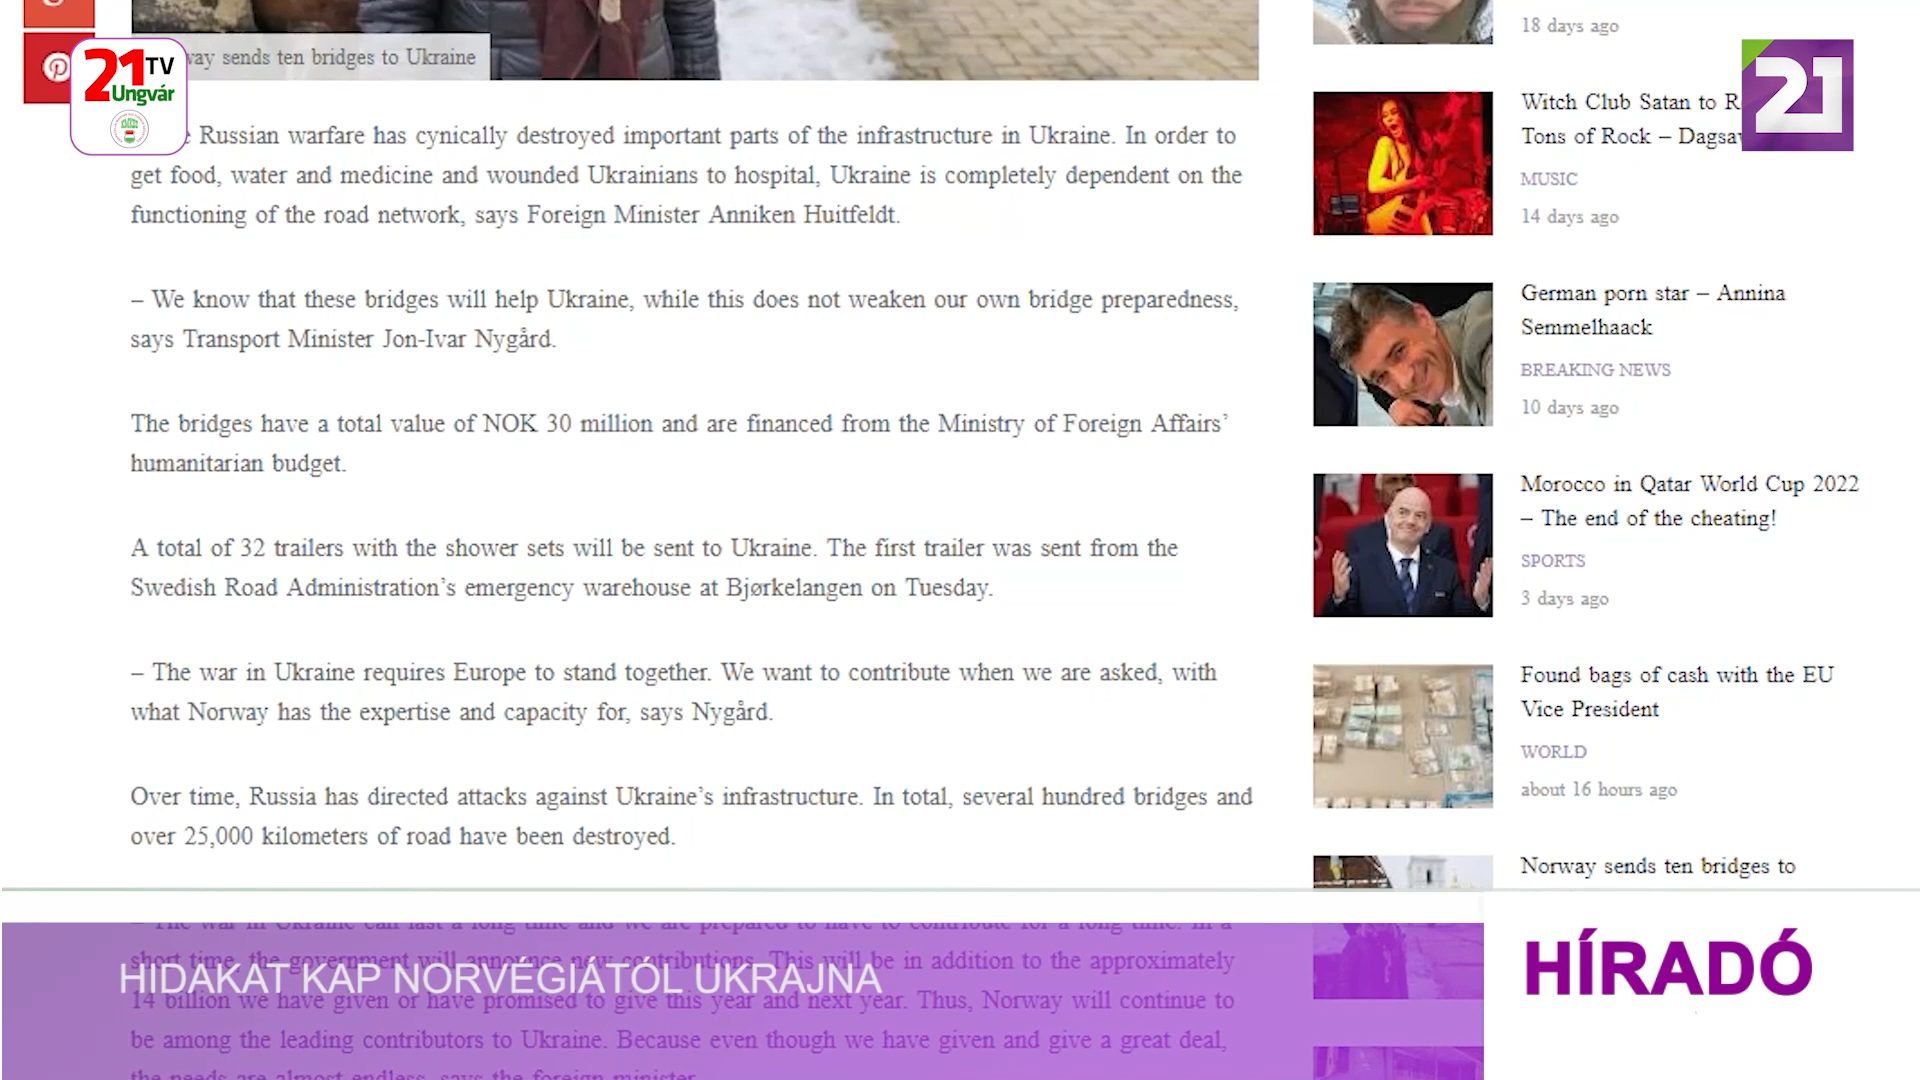 way sends ten bridges to Ukraine
21 TV
Ungvár
21
Russian warfare has cynically destroyed important parts of the infrastructure in Ukraine. In order to
get food, water and medicine and wounded Ukrainians to hospital, Ukraine is completely dependent on the
functioning of the road network, says Foreign Minister Anniken Huitfeldt.
– We know that these bridges will help Ukraine, while this does not weaken our own bridge preparedness,
says Transport Minister Jon-Ivar Nygård.
The bridges have a total value of NOK 30 million and are financed from the Ministry of Foreign Affairs’
humanitarian budget.
A total of 32 trailers with the shower sets will be sent to Ukraine. The first trailer was sent from the
Swedish Road Administration’s emergency warehouse at Bjørkelangen on Tuesday.
– The war in Ukraine requires Europe to stand together. We want to contribute when we are asked, with
what Norway has the expertise and capacity for, says Nygård.
Over time, Russia has directed attacks against Ukraine’s infrastructure. In total, several hundred bridges and
over 25,000 kilometers of road have been destroyed.
– The war in Ukraine can last a long time and we are prepared to have to contribute for a long time. In a
short time, the government will announce new contributions. This will be in addition to the approximately
14 billion we have given or have promised to give this year and next year. Thus, Norway will continue to
be among the leading contributors to Ukraine. Because even though we have given and give a great deal,
the needs are almost endless, says the foreign minister.
18 days ago
Witch Club Satan to R
Tons of Rock – Dagsav
MUSIC
14 days ago
German porn star – Annina
Semmelhaack
BREAKING NEWS
10 days ago
Morocco in Qatar World Cup 2022
– The end of the cheating!
SPORTS
3 days ago
Found bags of cash with the EU
Vice President
WORLD
about 16 hours ago
Norway sends ten bridges to
HIDAKAT KAP NORVÉGIÁTÓL UKRAJNA
HÍRADÓ